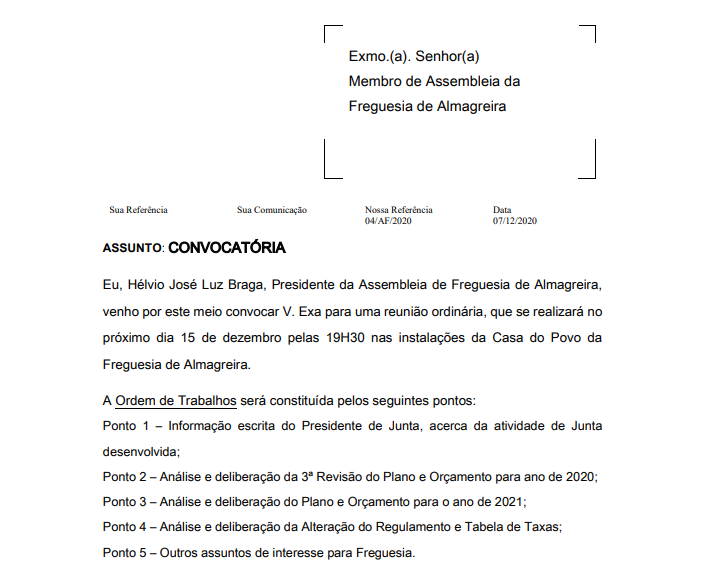 Exmo.(a). Senhor(a)
Membro de Assembleia da
Freguesia de Almagreira
Sua Referência Sua Comunicação Nossa Referência Data
04/AF/2020 07/12/2020
ASSUNTO: CONVOCATÓRIA
Eu, Hélvio José Luz Braga, Presidente da Assembleia de Freguesia de Almagreira,
venho por este meio convocar V. Exa para uma reunião ordinária, que se realizará no
próximo dia 15 de dezembro pelas 19H30 nas instalações da Casa do Povo da
Freguesia de Almagreira.
A Ordem de Trabalhos será constituída pelos seguintes pontos:
Ponto 1 – Informação escrita do Presidente de Junta, acerca da atividade de Junta
desenvolvida;
Ponto 2 – Análise e deliberação da 3ª Revisão do Plano e Orçamento para ano de 2020;
Ponto 3 – Análise e deliberação do Plano e Orçamento para o ano de 2021;
Ponto 4 – Análise e deliberação da Alteração do Regulamento e Tabela de Taxas;
Ponto 5 – Outros assuntos de interesse para Freguesia.